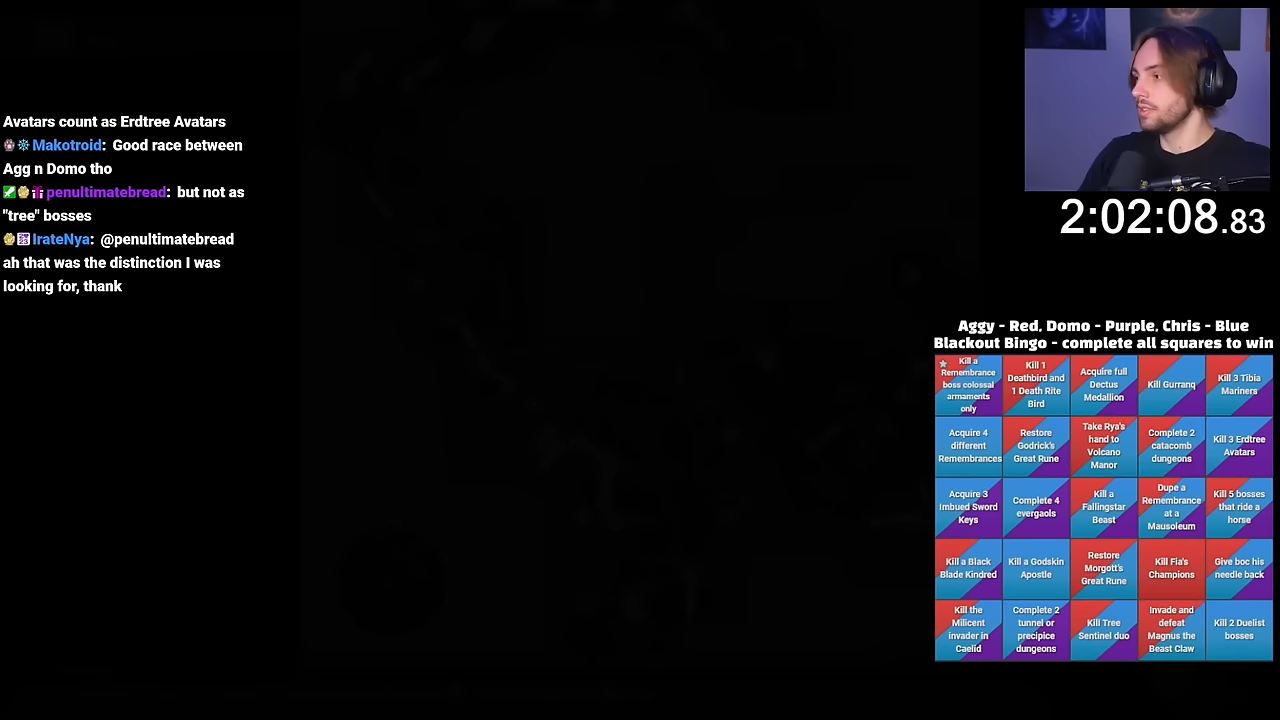 Avatars count as Erdtree Avatars
Makotroid: Good race between
Agg n Domo tho
penultimatebread: but not as
"tree" bosses
IrateNya: @penultimatebread
ah that was the distinction I was
looking for, thank
2:02:08.83
Aggy - Red, Domo - Purple, Chris - Blue
Blackout Bingo - complete all squares to win
Kill a
Remembrance
boss colossal
armaments
only
Kill 1
Deathbird and
1 Death Rite
Bird
Acquire full
Dectus
Medallion
Kill Gurranq
Kill 3 Tibia
Mariners
Acquire 4
different
Remembrances
Restore
Godrick's
Great Rune
Take Rya's
hand to
Volcano
Manor
Complete 2
catacomb
dungeons
Kill 3 Erdtree
Avatars
Acquire 3
Imbued Sword
Keys
Complete 4
evergaols
Kill a
Fallingstar
Beast
Dupe a
Remembrance
at a
Mausoleum
Kill 5 bosses
that ride a
horse
Kill a Black
Blade Kindred
Kill a Godskin
Apostle
Restore
Morgott's
Great Rune
Kill Fia's
Champions
Give boc his
needle back
Kill the
Milicent
invader in
Caelid
Complete 2
tunnel or
precipice
dungeons
Kill Tree
Sentinel duo
Invade and
defeat
Magnus the
Beast Claw
Kill 2 Duelist
bosses